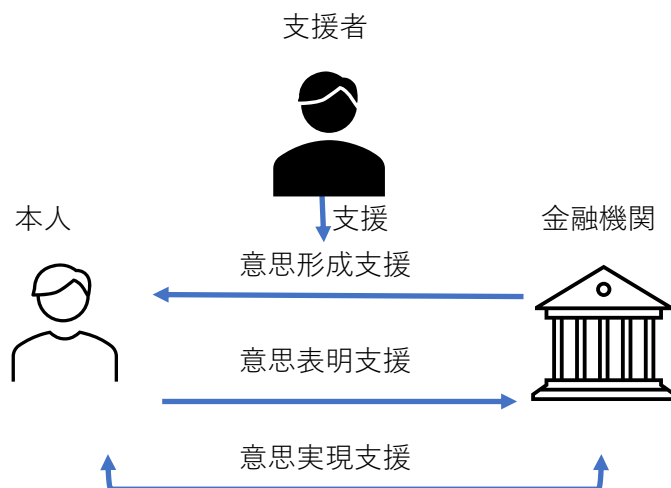 支援者
本人
支援
金融機関
意思形成支援
意思表明支援
意思実現支援